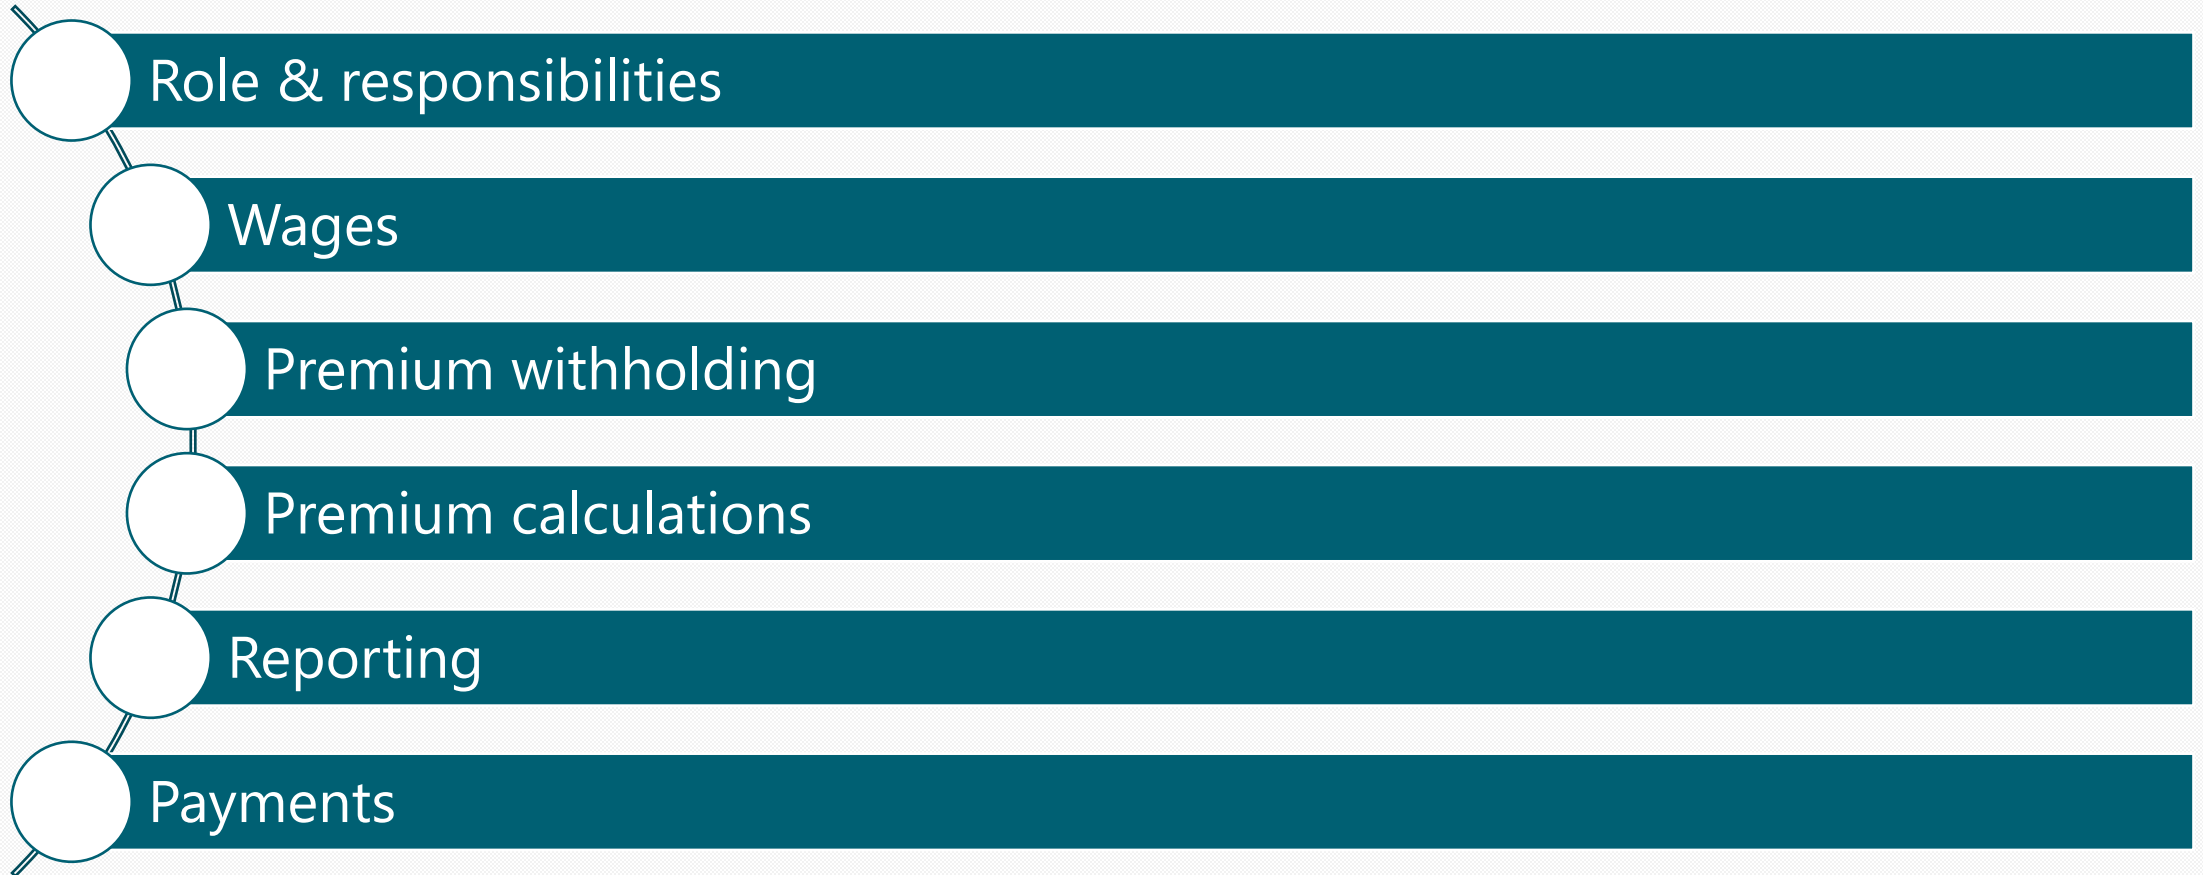 Role & responsibilities
Wages
Premium withholding
Premium calculations
Reporting
Payments